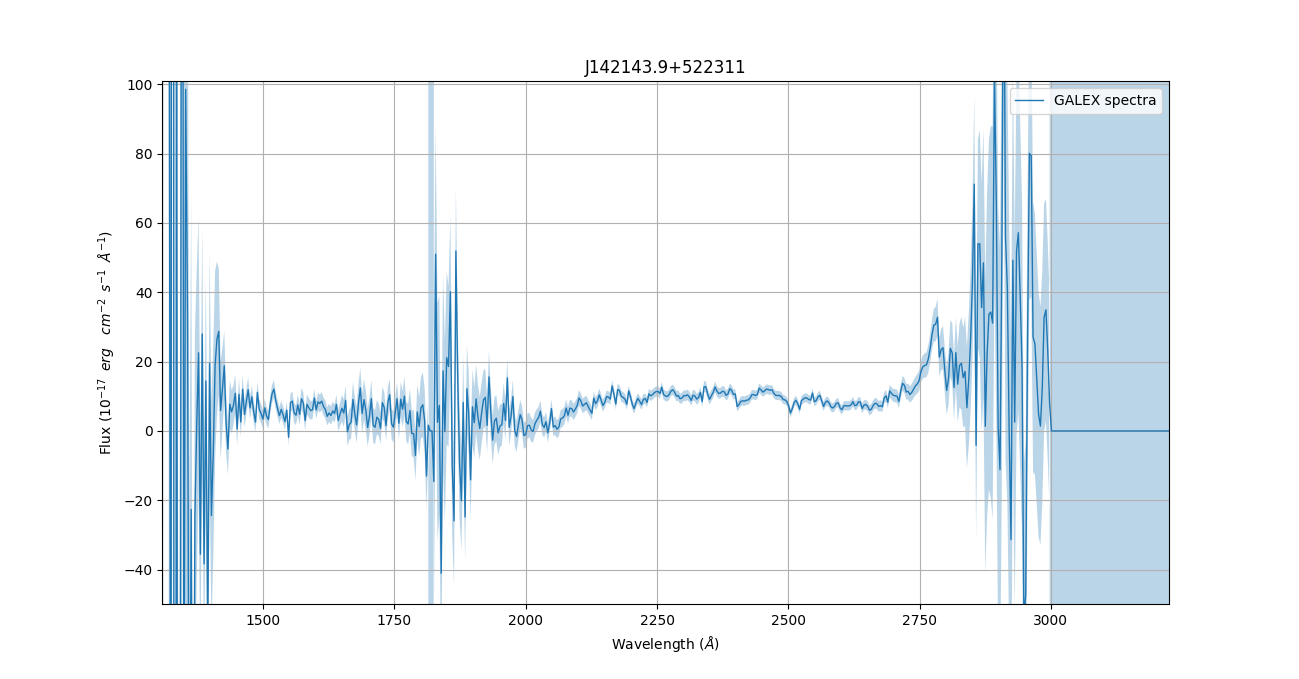 J142143.9+522311
GALEX spectra
100
80
60
40
20
0
−20
−40
Flux (10⁻¹⁷ erg cm⁻² s⁻¹ Å⁻¹)
1500 1750 2000 2250 2500 2750 3000
Wavelength (Å)